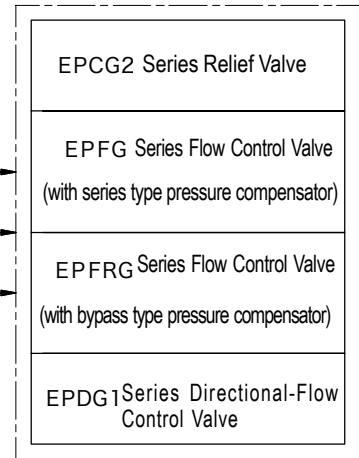 EPCG2 Series Relief Valve
EPFG Series Flow Control Valve
(with series type pressure compensator)
EPFRG Series Flow Control Valve
(with bypass type pressure compensator)
EPDG1 Series Directional-Flow
Control Valve